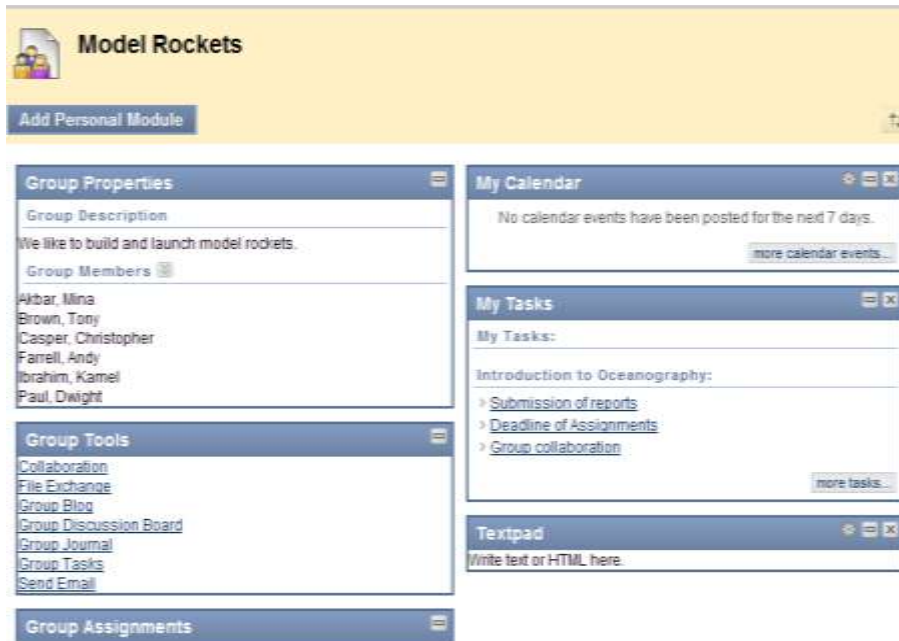 Model Rockets
Add Personal Module
Group Properties
Group Description
We like to build and launch model rockets.
Group Members
Akbar, Mina
Brown, Tony
Casper, Christopher
Farrell, Andy
Ibrahim, Kamel
Paul, Dwight
Group Tools
Collaboration
File Exchange
Group Blog
Group Discussion Board
Group Journal
Group Tasks
Send Email
Group Assignments
My Calendar
No calendar events have been posted for the next 7 days.
more calendar events...
My Tasks
My Tasks:
Introduction to Oceanography:
Submission of reports
Deadline of Assignments
Group collaboration
more tasks...
Textpad
Write text or HTML here.